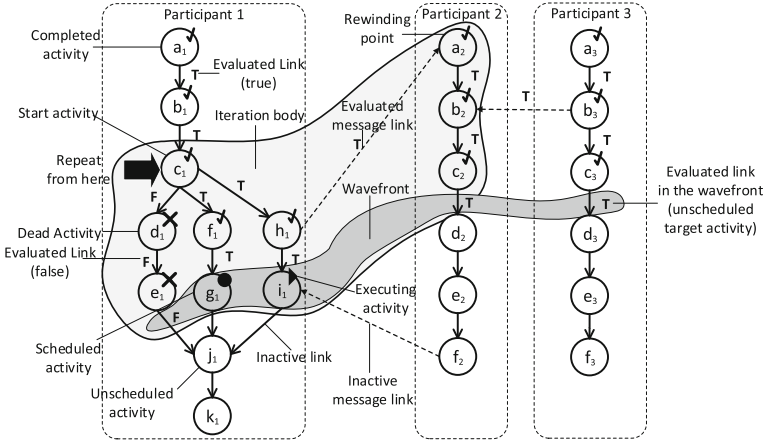 Participant 1
Rewinding
point
Participant 2
Participant 3
Completed
activity
a1
a2
a3
T
Evaluated Link
(true)
T
T
Start activity
b1
Iteration body
Evaluated
message link
T
b2
T
b3
T
T
T
Repeat
from here
c1
F
T
T
Wavefront
c2
c3
Evaluated link
in the wavefront
(unscheduled
target activity)
T
T
Dead Activity
Evaluated Link
(false)
d1
f1
h1
d2
d3
F
T
T
e1
g1
i1
Executing
activity
e2
e3
F
Scheduled
activity
j1
Inactive link
f2
f3
Unscheduled
activity
Inactive
message link
k1